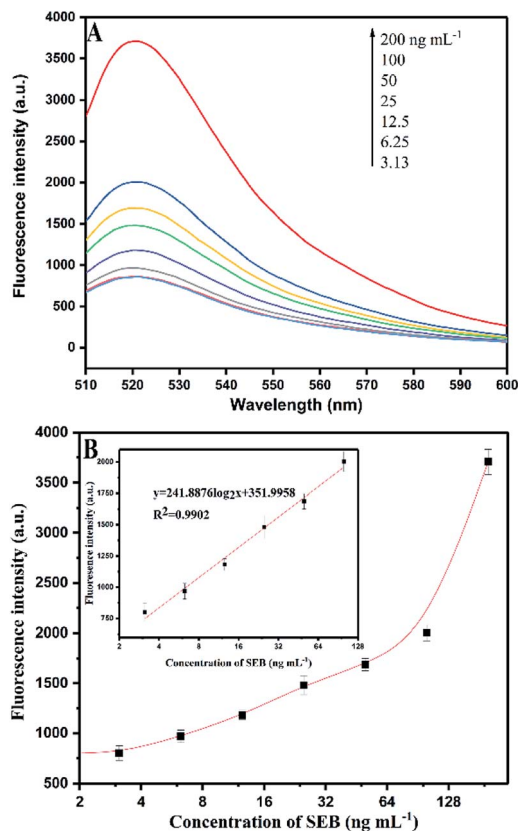 A
4000
3500
3000
2500
2000
1500
1000
500
0
Fluorescence intensity (a.u.)
200 ng mL⁻¹
100
50
25
12.5
6.25
3.13
510 520 530 540 550 560 570 580 590 600
Wavelength (nm)
B
4000
3500
3000
2500
2000
1500
1000
500
Fluorescence intensity (a.u.)
2000
1750
1500
1250
1000
750
Fluoresence intensity (a.u.)
y=241.8876log2x+351.9958
R²=0.9902
2 4 8 16 32 64 128
Concentration of SEB (ng mL⁻¹)
2 4 8 16 32 64 128
Concentration of SEB (ng mL⁻¹)